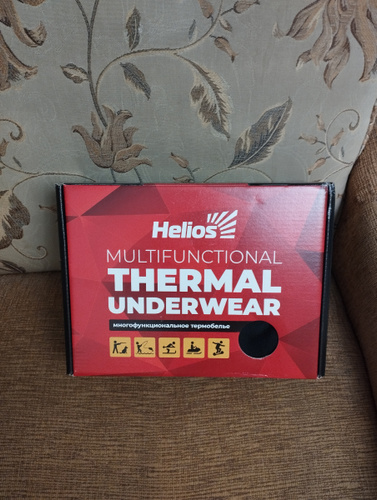 Helios
MULTIFUNCTIONAL
THERMAL
UNDERWEAR
многофункциональное термобелье